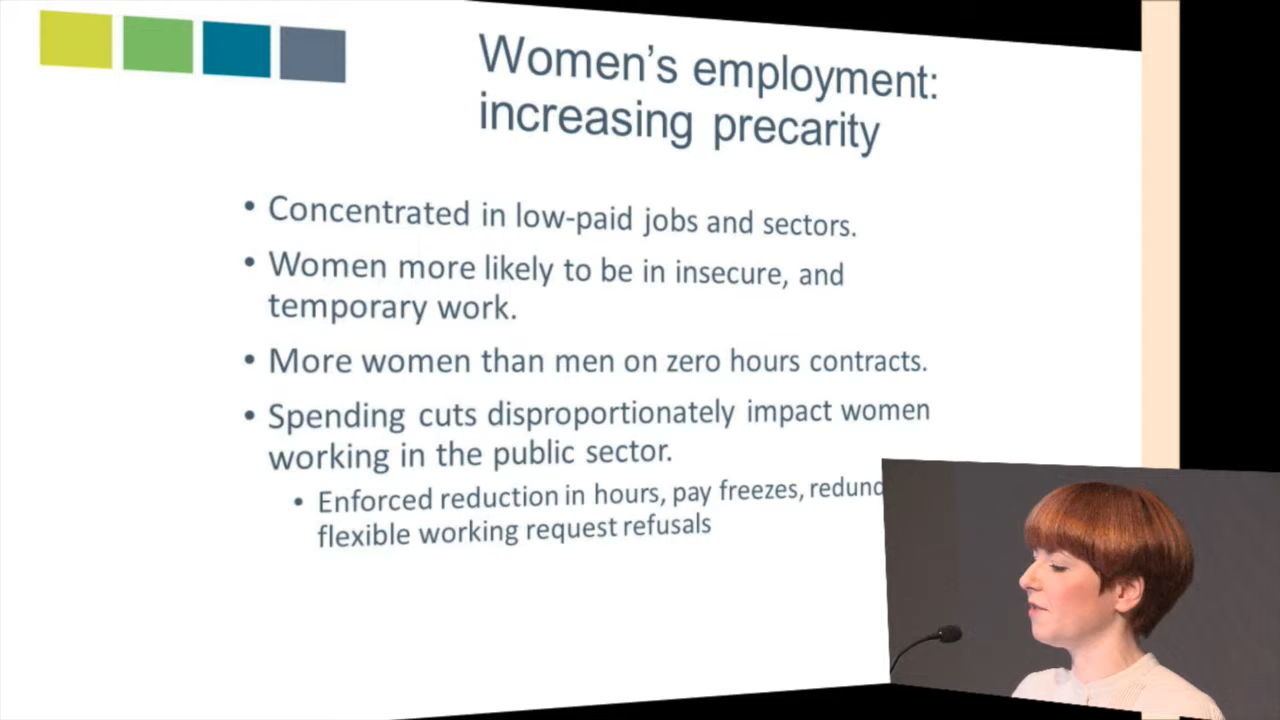 Women's employment:
increasing precarity
• Concentrated in low-paid jobs and sectors.
• Women more likely to be in insecure, and
temporary work.
• More women than men on zero hours contracts.
• Spending cuts disproportionately impact women
working in the public sector.
• Enforced reduction in hours, pay freezes,
flexible working request refusals